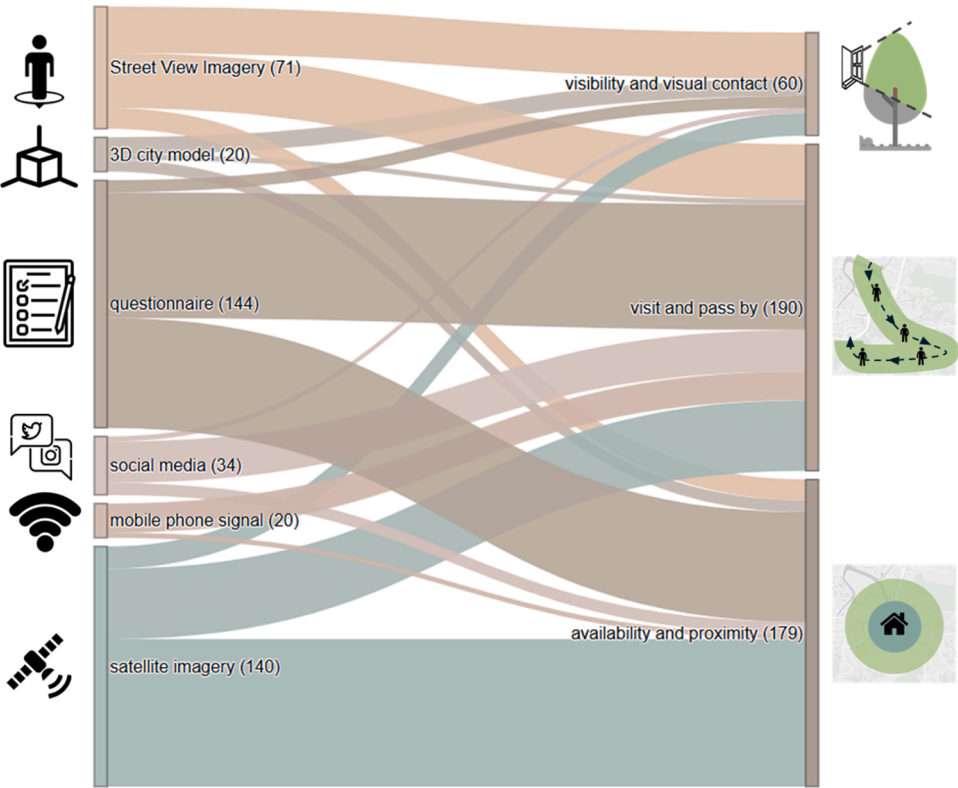 Street View Imagery (71)
visibility and visual contact (60)
3D city model (20)
questionnaire (144)
visit and pass by (190)
social media (34)
mobile phone signal (20)
availability and proximity (179)
satellite imagery (140)